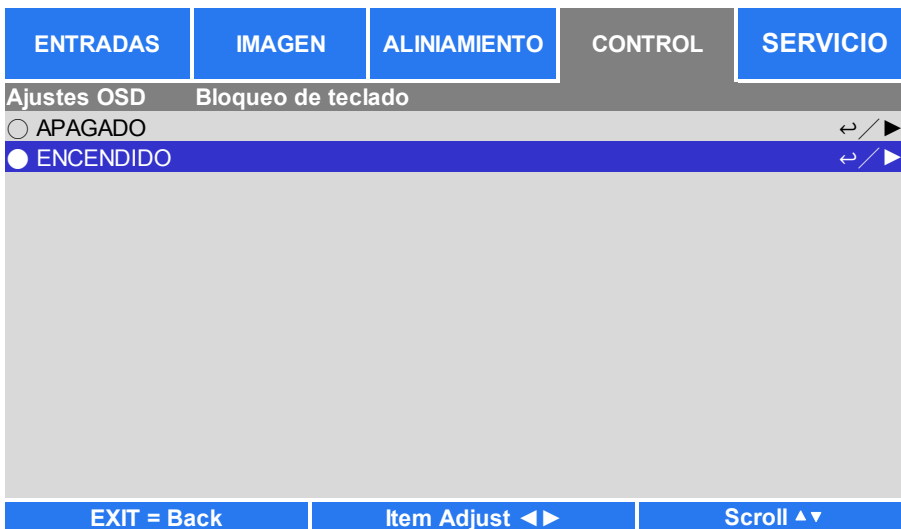 ENTRADAS IMAGEN ALINIAMIENTO CONTROL SERVICIO
Ajustes OSD Bloqueo de teclado
○ APAGADO ↩/▶
● ENCENDIDO ↩/▶
EXIT = Back Item Adjust ◀▶ Scroll ▲▼